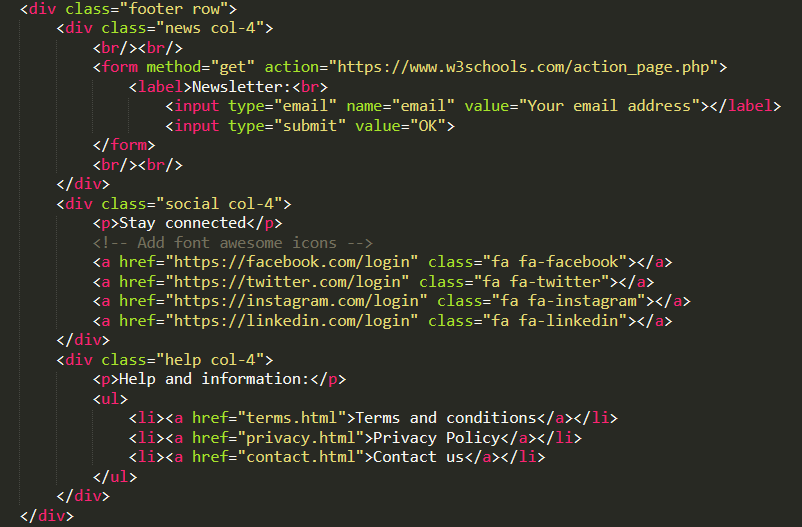 <div class="footer row">
<div class="news col-4">
<br/><br/>
<form method="get" action="https://www.w3schools.com/action_page.php">
<label>Newsletter:<br>
<input type="email" name="email" value="Your email address"></label>
<input type="submit" value="OK">
</form>
<br/><br/>
</div>
<div class="social col-4">
<p>Stay connected</p>
<!-- Add font awesome icons -->
<a href="https://facebook.com/login" class="fa fa-facebook"></a>
<a href="https://twitter.com/login" class="fa fa-twitter"></a>
<a href="https://instagram.com/login" class="fa fa-instagram"></a>
<a href="https://linkedin.com/login" class="fa fa-linkedin"></a>
</div>
<div class="help col-4">
<p>Help and information:</p>
<ul>
<li><a href="terms.html">Terms and conditions</a></li>
<li><a href="privacy.html">Privacy Policy</a></li>
<li><a href="contact.html">Contact us</a></li>
</ul>
</div>
</div>